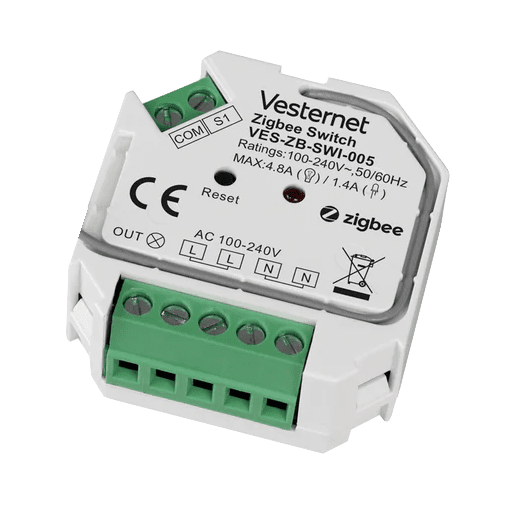 Vesternet
Zigbee Switch
VES-ZB-SWI-005
Ratings:100-240V~,50/60Hz
MAX:4.8A ( ) / 1.4A ( )
COM S1
Reset
CE
zigbee
OUT
AC 100-240V
L L N N